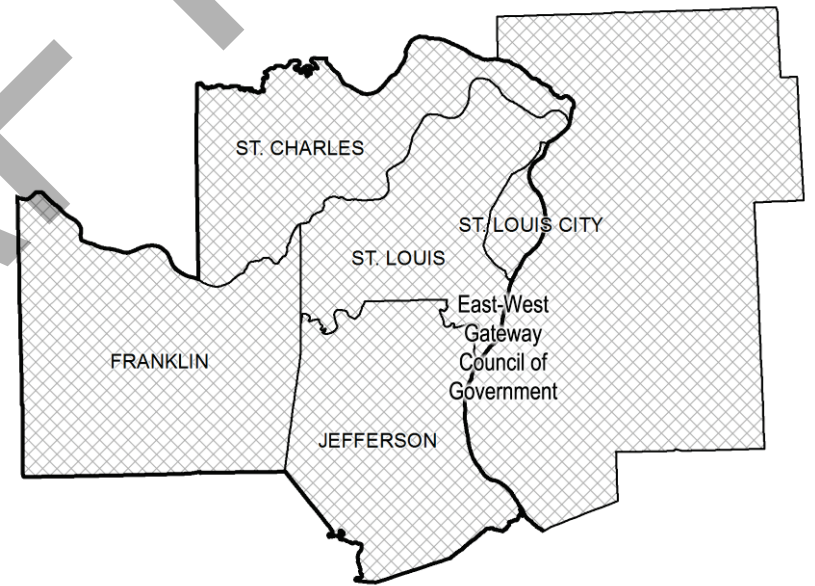 ST. CHARLES
ST. LOUIS CITY
ST. LOUIS
East-West
Gateway
Council of
Government
FRANKLIN
JEFFERSON